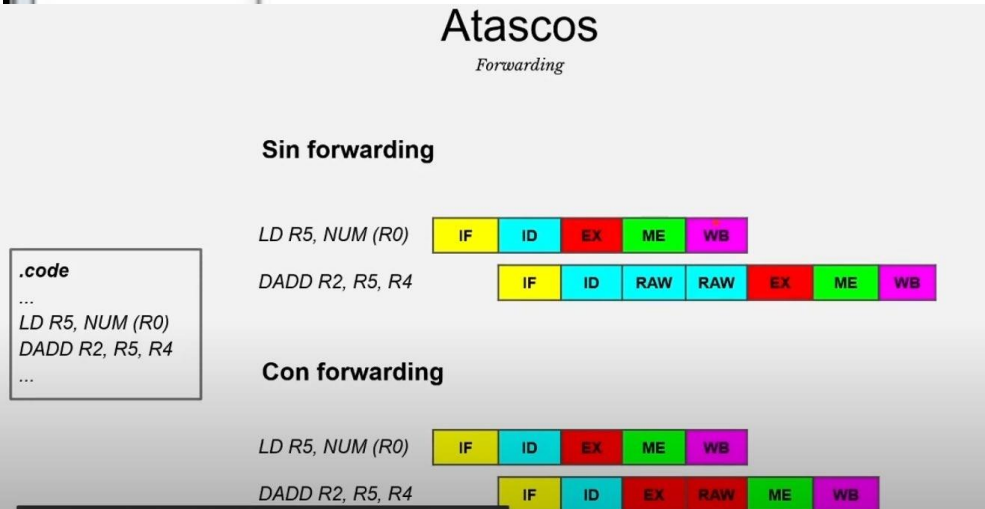 Atascos
Forwarding
Sin forwarding
LD R5, NUM (R0) IF ID EX ME WB
DADD R2, R5, R4 IF ID RAW RAW EX ME WB
.code
...
LD R5, NUM (R0)
DADD R2, R5, R4
...
Con forwarding
LD R5, NUM (R0) IF ID EX ME WB
DADD R2, R5, R4 IF ID EX RAW ME WB